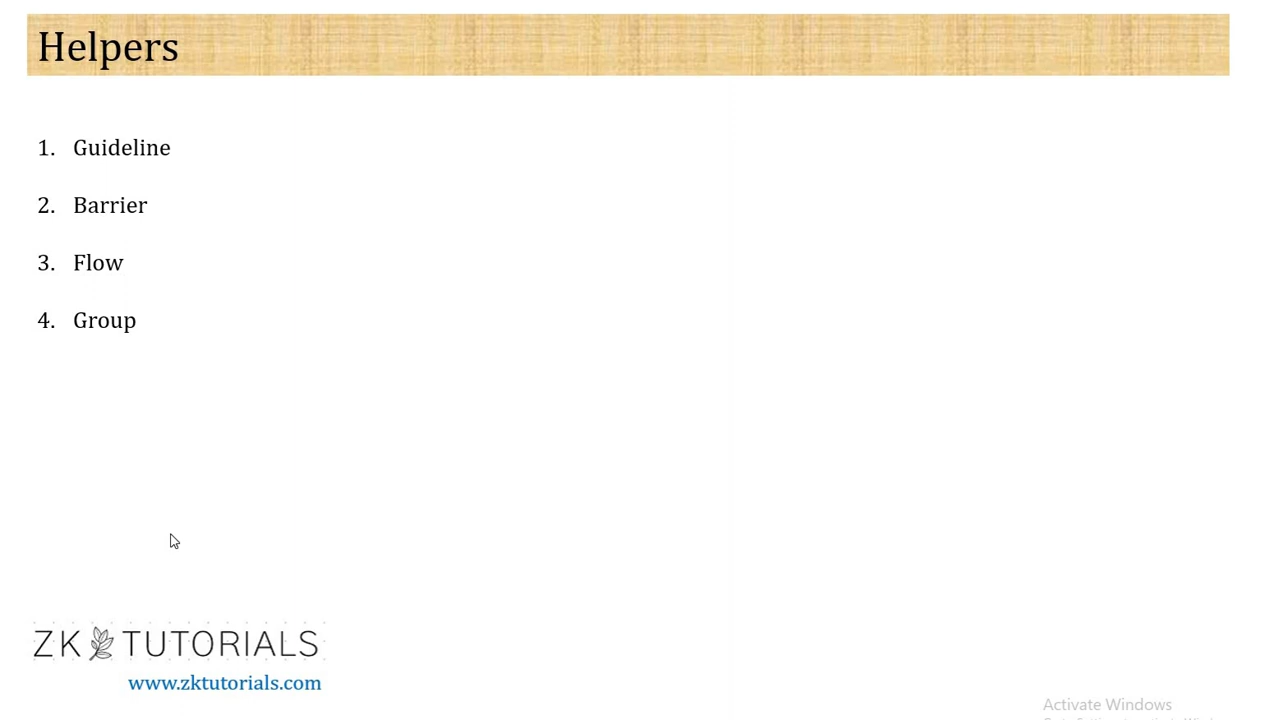 Helpers
1. Guideline
2. Barrier
3. Flow
4. Group
ZK TUTORIALS
www.zktutorials.com
Activate Windows